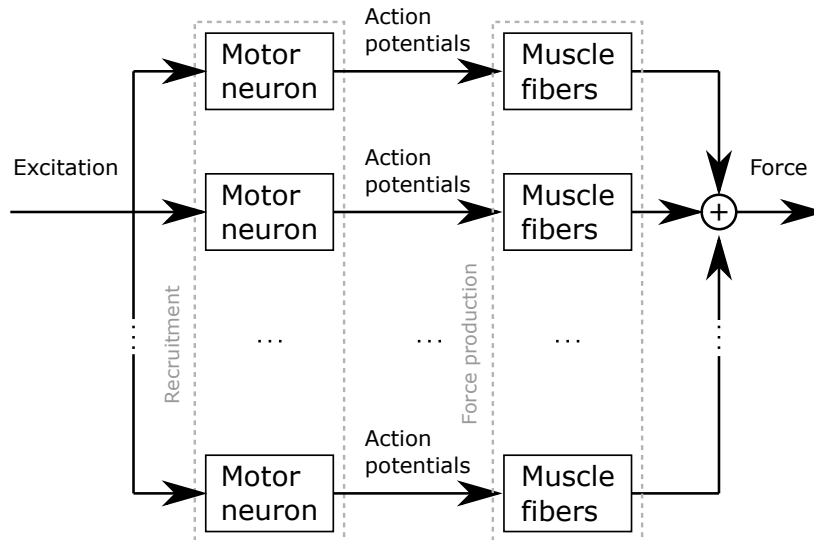 Action
potentials
Motor
neuron
Muscle
fibers
Excitation
Action
potentials
Force
Motor
neuron
Muscle
fibers
+
Recruitment
...
...
Force production
...
...
...
Action
potentials
Motor
neuron
Muscle
fibers